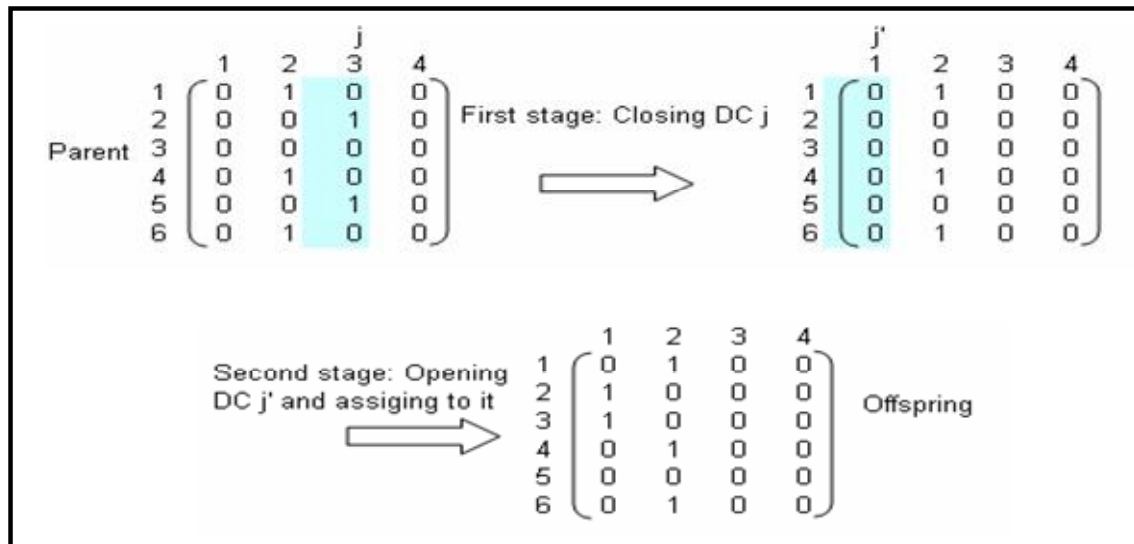 j
1 2 3 4
1 0 1 0 0
2 0 0 1 0
Parent 3 0 0 0 0
4 0 1 0 0
5 0 0 1 0
6 0 1 0 0
First stage: Closing DC j
j'
1 2 3 4
1 0 1 0 0
2 0 0 0 0
3 0 0 0 0
4 0 1 0 0
5 0 0 0 0
6 0 1 0 0
Second stage: Opening
DC j' and assiging to it
1 2 3 4
1 0 1 0 0
2 1 0 0 0
3 1 0 0 0
4 0 1 0 0
5 0 0 0 0
6 0 1 0 0
Offspring